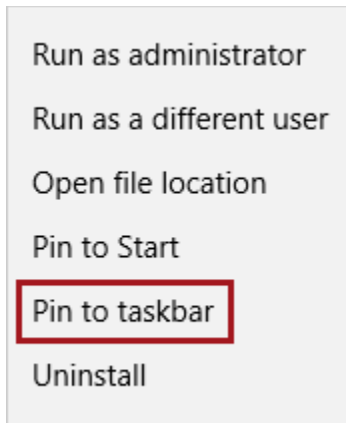 Run as administrator
Run as a different user
Open file location
Pin to Start
Pin to taskbar
Uninstall